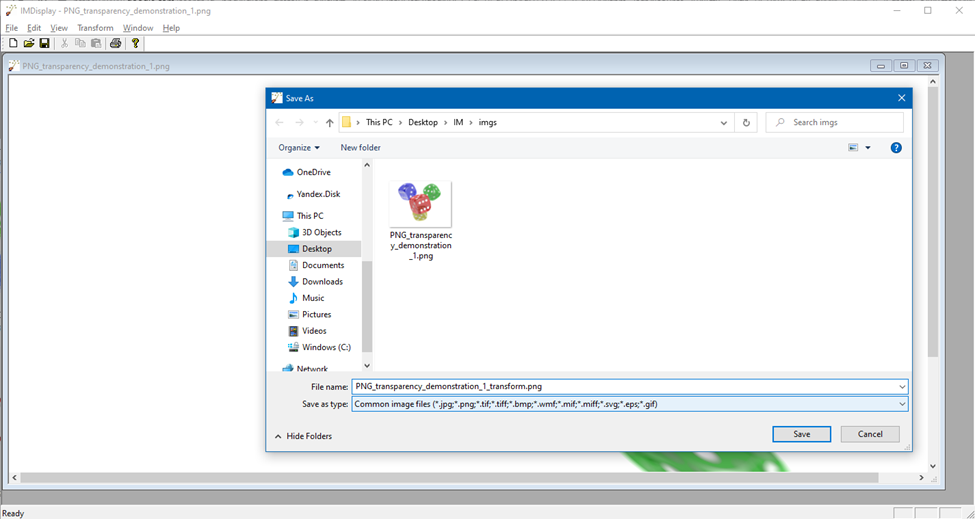 IMDisplay - PNG_transparency_demonstration_1.png
File Edit View Transform Window Help
PNG_transparency_demonstration_1.png
Save As
This PC > Desktop > IM > imgs
Search imgs
Organize
New folder
OneDrive
Yandex.Disk
This PC
3D Objects
Desktop
Documents
Downloads
Music
Pictures
Videos
Windows (C:)
Network
PNG_transparenc
y_demonstration
_1.png
File name: PNG_transparency_demonstration_1_transform.png
Save as type: Common image files (*.jpg;*.png;*.tif;*.tiff;*.bmp;*.wmf;*.mif;*.miff;*.svg;*.eps;*.gif)
Hide Folders
Save
Cancel
Ready